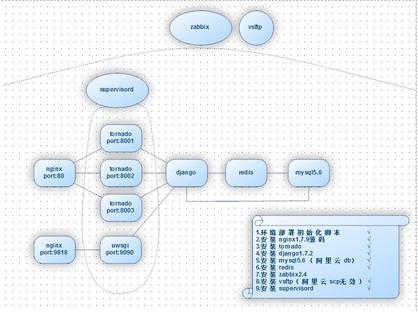 zabbix
vsftp
supervisord
tornado
port:8001
nginx
port:80
tornado
port:8002
django
redis
mysql5.6
tornado
port:8003
nginx
port:9818
uwsgi
port:9090
1.环境部署初始化脚本 √
2.安装 nginx1.7.9源码 √
3.安装 tornado √
4.安装 django1.7.2 √
5.安装 mysql5.6（阿里云 db） √
6.安装 redis √
7.安装 zabbix2.4
8.安装 vsftp（阿里云 scp无效） √
9.安装 supervisord √